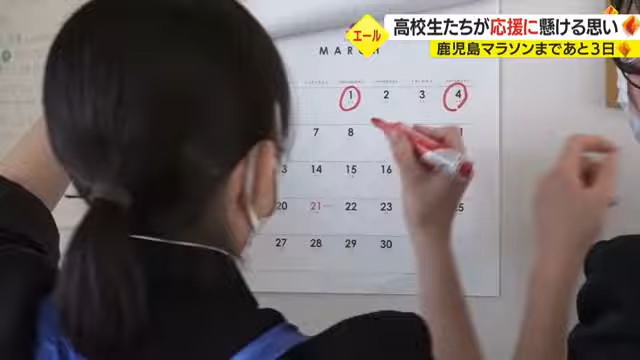 エール
高校生たちが応援に懸ける思い
鹿児島マラソンまであと3日
1 2 3 4
7 8
14 15 16
20 21 22 23 25
27 28 29 30